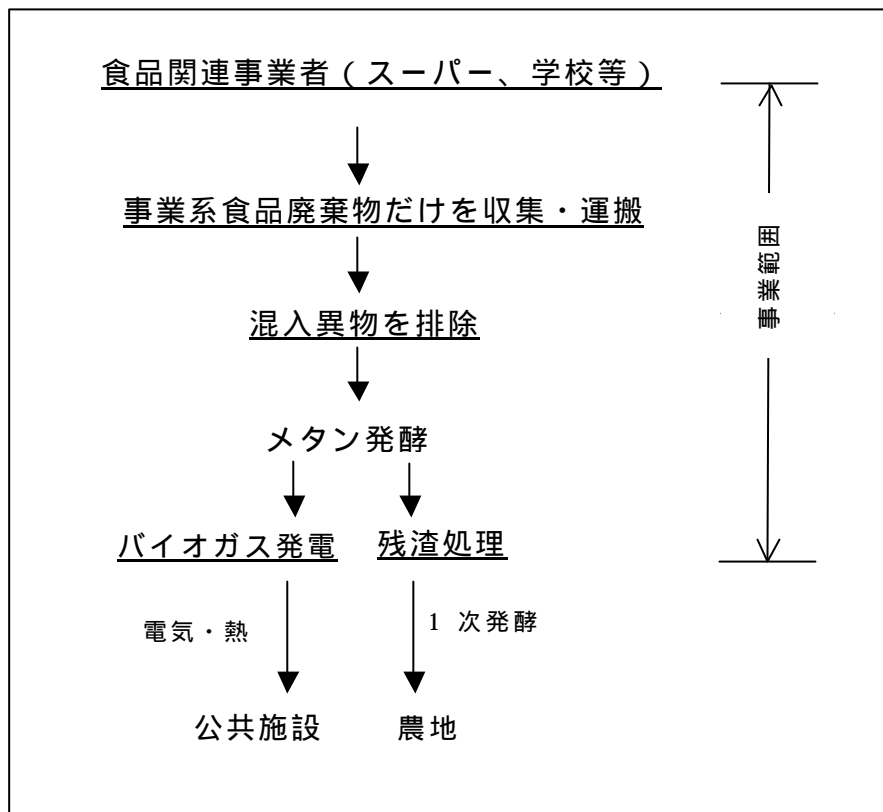 食品関連事業者（スーパー、学校等）
事業系食品廃棄物だけを収集・運搬
混入異物を排除
メタン発酵
バイオガス発電 残渣処理
電気・熱 1 次発酵
公共施設 農地
事業範囲